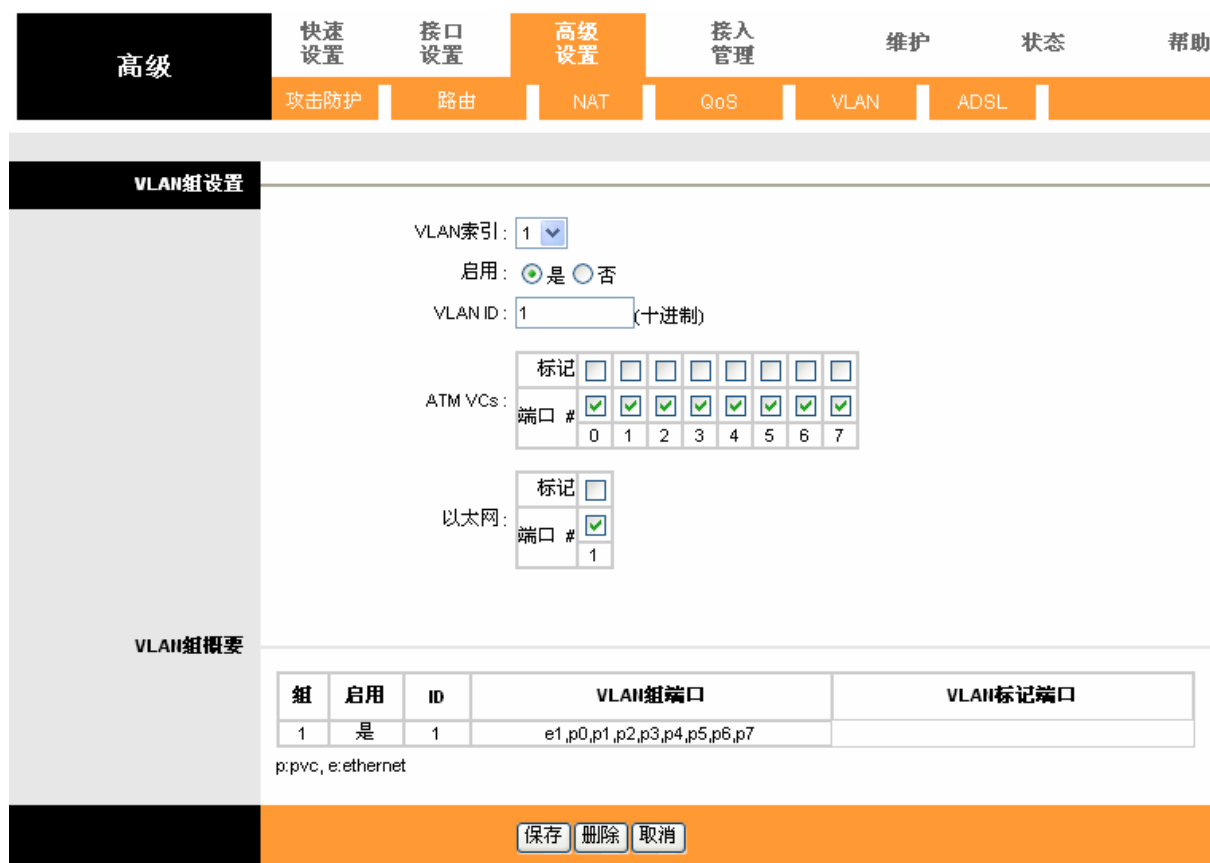 高级
快速设置 接口设置 高级设置 接入管理 维护 状态 帮助
攻击防护 路由 NAT QoS VLAN ADSL
VLAN组设置
VLAN索引: 1
启用: 是 否
VLAN ID: 1 (十进制)
ATM VCs:
标记
端口 #
0 1 2 3 4 5 6 7
以太网:
标记
端口 #
1
VLAN组概要
组 启用 ID VLAN组端口 VLAN标记端口
1 是 1 e1,p0,p1,p2,p3,p4,p5,p6,p7
p:pvc, e:ethernet
保存 删除 取消